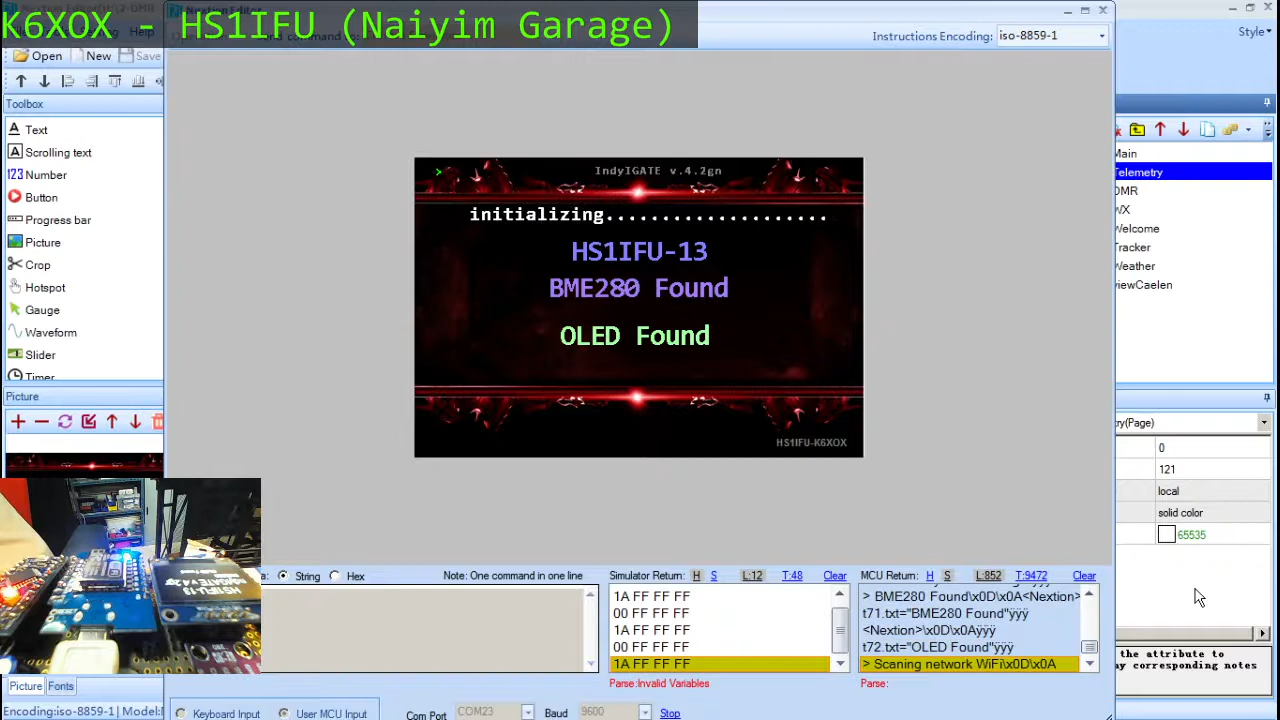 K6XOX - HS1IFU (Naiyim Garage)
Instructions Encoding: iso-8859-1
Style
Open New Save
Toolbox
Text
Scrolling text
Number
Button
Progress bar
Picture
Crop
Hotspot
Gauge
Waveform
Slider
Timer
Picture
Picture Fonts
Encoding:iso-8859-1
IndyIGATE v.4.2gn
>
initializing....................
HS1IFU-13
BME280 Found
OLED Found
HS1IFU-K6XOX
String Hex Note: One command in one line
Keyboard Input User MCU Input Com Port COM23 Baud 9600 Stop
Simulator Return: H S L:12 T:48 Clear
1A FF FF FF
00 FF FF FF
1A FF FF FF
00 FF FF FF
1A FF FF FF
Parse:Invalid Variables
MCU Return: H S L:852 T:9472 Clear
> BME280 Found\x0D\x0A<Nextion>
t71.txt="BME280 Found"ÿÿÿ
<Nextion>\x0D\x0Aÿÿÿ
t72.txt="OLED Found"ÿÿÿ
> Scaning network WiFi\x0D\x0A
Parse:
Main
Telemetry
DMR
WX
Welcome
Tracker
Weather
viewCaelen
ry(Page)
0
121
local
solid color
65535
the attribute to
ay corresponding notes